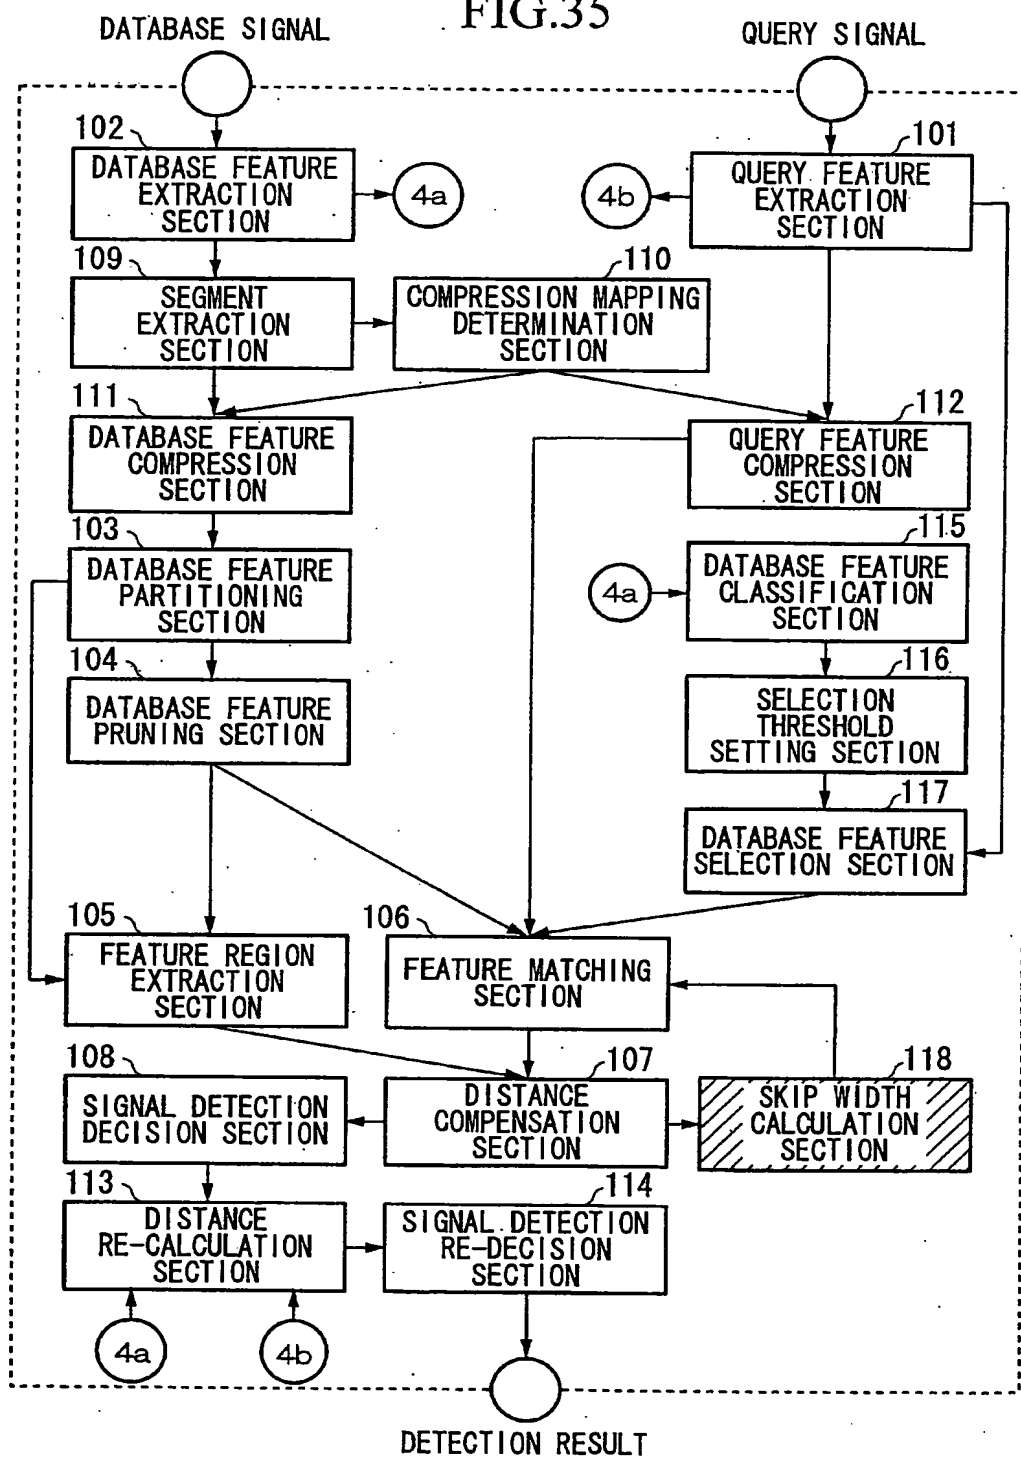 FIG.35
DATABASE SIGNAL
QUERY SIGNAL
102
DATABASE FEATURE
EXTRACTION
SECTION
4a
4b
101
QUERY FEATURE
EXTRACTION
SECTION
109
SEGMENT
EXTRACTION
SECTION
110
COMPRESSION MAPPING
DETERMINATION
SECTION
111
DATABASE FEATURE
COMPRESSION
SECTION
112
QUERY FEATURE
COMPRESSION
SECTION
103
DATABASE FEATURE
PARTITIONING
SECTION
4a
115
DATABASE FEATURE
CLASSIFICATION
SECTION
104
DATABASE FEATURE
PRUNING SECTION
116
SELECTION
THRESHOLD
SETTING SECTION
117
DATABASE FEATURE
SELECTION SECTION
105
FEATURE REGION
EXTRACTION
SECTION
106
FEATURE MATCHING
SECTION
108
SIGNAL DETECTION
DECISION SECTION
107
DISTANCE
COMPENSATION
SECTION
118
SKIP WIDTH
CALCULATION
SECTION
113
DISTANCE
RE-CALCULATION
SECTION
114
SIGNAL DETECTION
RE-DECISION
SECTION
4a
4b
DETECTION RESULT